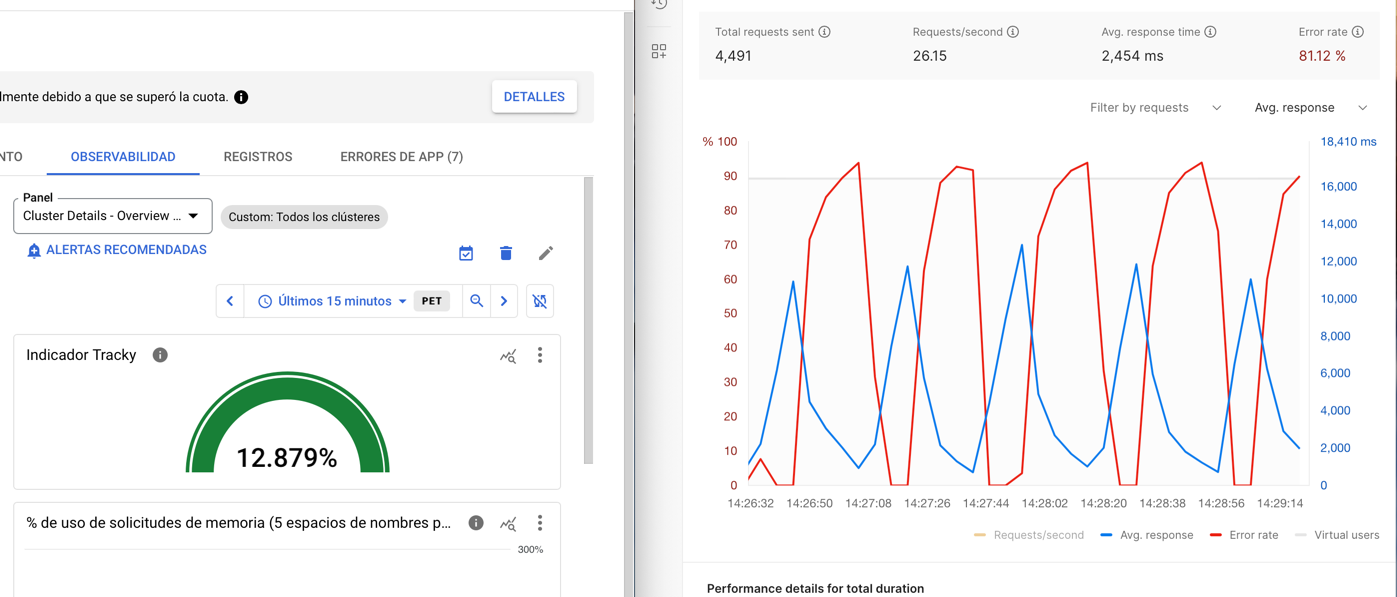 lmente debido a que se superó la cuota.
DETALLES
NTO
OBSERVABILIDAD
REGISTROS
ERRORES DE APP (7)
Panel
Cluster Details - Overview ...
Custom: Todos los clústeres
ALERTAS RECOMENDADAS
Últimos 15 minutos
PET
Indicador Tracky
12.879%
% de uso de solicitudes de memoria (5 espacios de nombres p...
300%
Total requests sent
Requests/second
Avg. response time
Error rate
4,491
26.15
2,454 ms
81.12 %
Filter by requests
Avg. response
% 100
90
80
70
60
50
40
30
20
10
0
18,410 ms
16,000
14,000
12,000
10,000
8,000
6,000
4,000
2,000
0
14:26:32
14:26:50
14:27:08
14:27:26
14:27:44
14:28:02
14:28:20
14:28:38
14:28:56
14:29:14
Requests/second
Avg. response
Error rate
Virtual users
Performance details for total duration